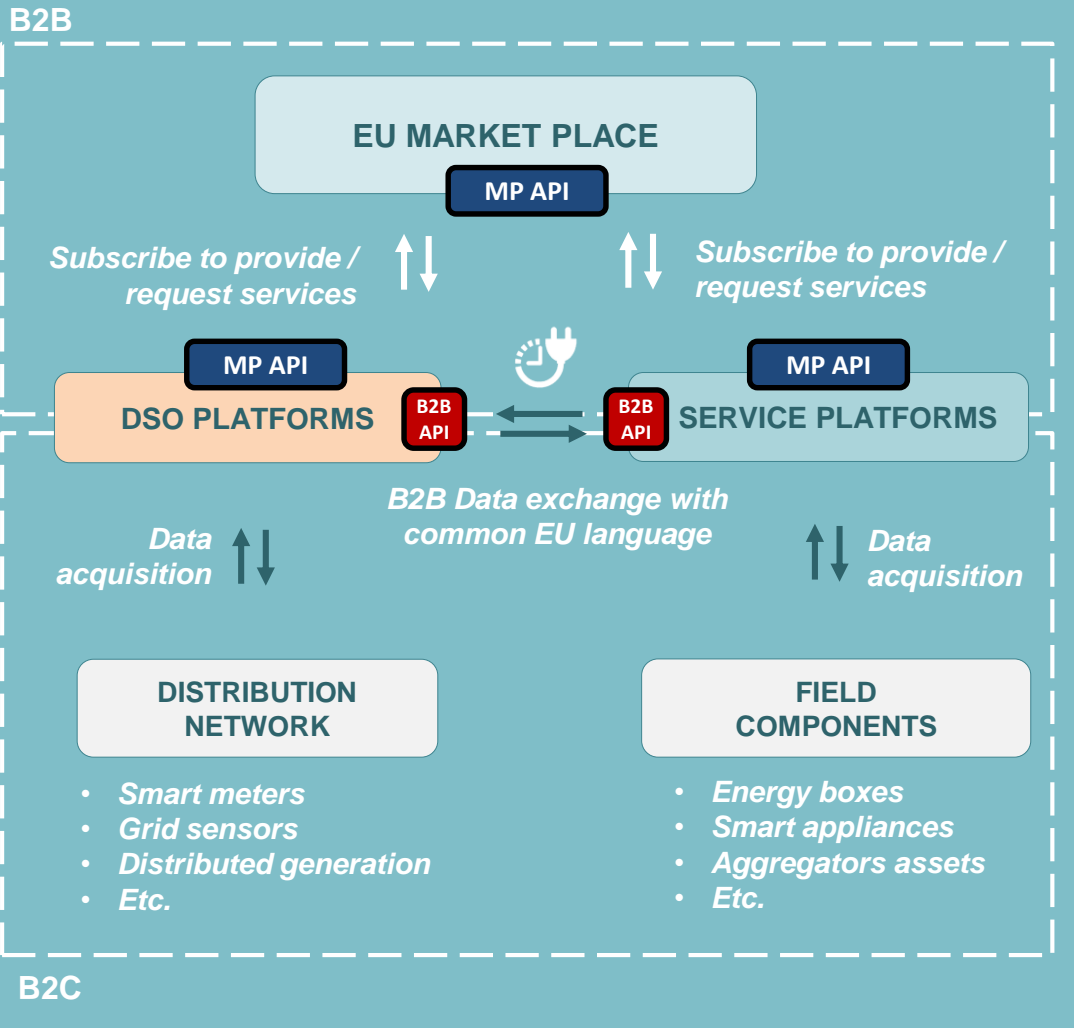 B2B
EU MARKET PLACE
MP API
Subscribe to provide /
request services
Subscribe to provide /
request services
MP API
MP API
DSO PLATFORMS
B2B
API
B2B
API
SERVICE PLATFORMS
B2B Data exchange with
common EU language
Data
acquisition
Data
acquisition
DISTRIBUTION
NETWORK
FIELD
COMPONENTS
• Smart meters
• Grid sensors
• Distributed generation
• Etc.
• Energy boxes
• Smart appliances
• Aggregators assets
• Etc.
B2C